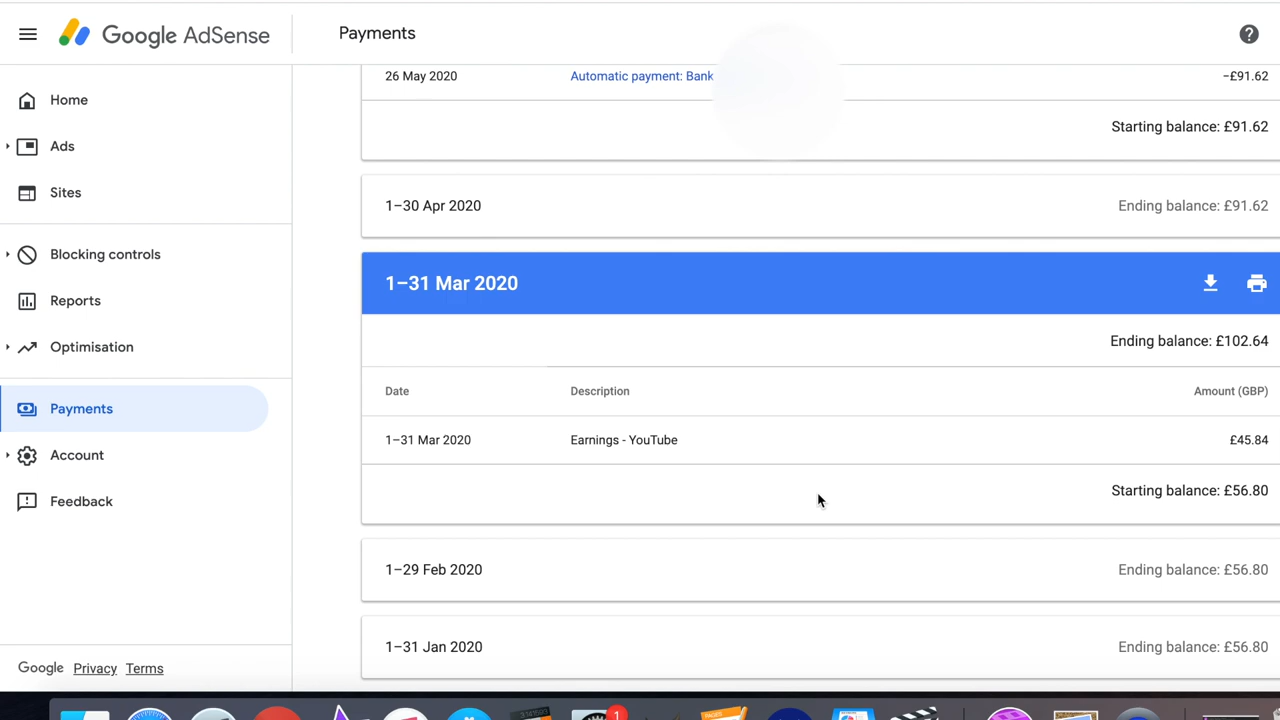 Google AdSense
Payments
Home
Ads
Sites
Blocking controls
Reports
Optimisation
Payments
Account
Feedback
Google Privacy Terms
26 May 2020 Automatic payment: Bank −£91.62
Starting balance: £91.62
1–30 Apr 2020 Ending balance: £91.62
1–31 Mar 2020
Ending balance: £102.64
Date Description Amount (GBP)
1–31 Mar 2020 Earnings - YouTube £45.84
Starting balance: £56.80
1–29 Feb 2020 Ending balance: £56.80
1–31 Jan 2020 Ending balance: £56.80
1